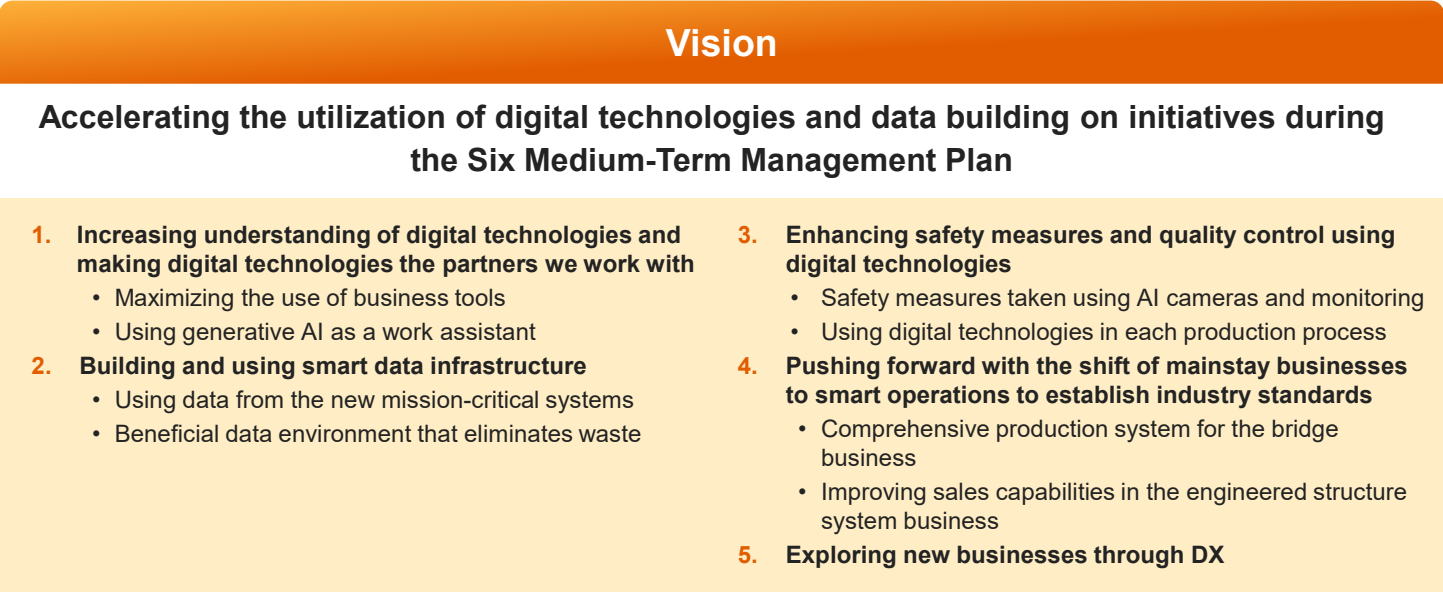 Vision
Accelerating the utilization of digital technologies and data building on initiatives during
the Six Medium-Term Management Plan
1. Increasing understanding of digital technologies and
making digital technologies the partners we work with
• Maximizing the use of business tools
• Using generative AI as a work assistant
2. Building and using smart data infrastructure
• Using data from the new mission-critical systems
• Beneficial data environment that eliminates waste
3. Enhancing safety measures and quality control using
digital technologies
• Safety measures taken using AI cameras and monitoring
• Using digital technologies in each production process
4. Pushing forward with the shift of mainstay businesses
to smart operations to establish industry standards
• Comprehensive production system for the bridge
business
• Improving sales capabilities in the engineered structure
system business
5. Exploring new businesses through DX